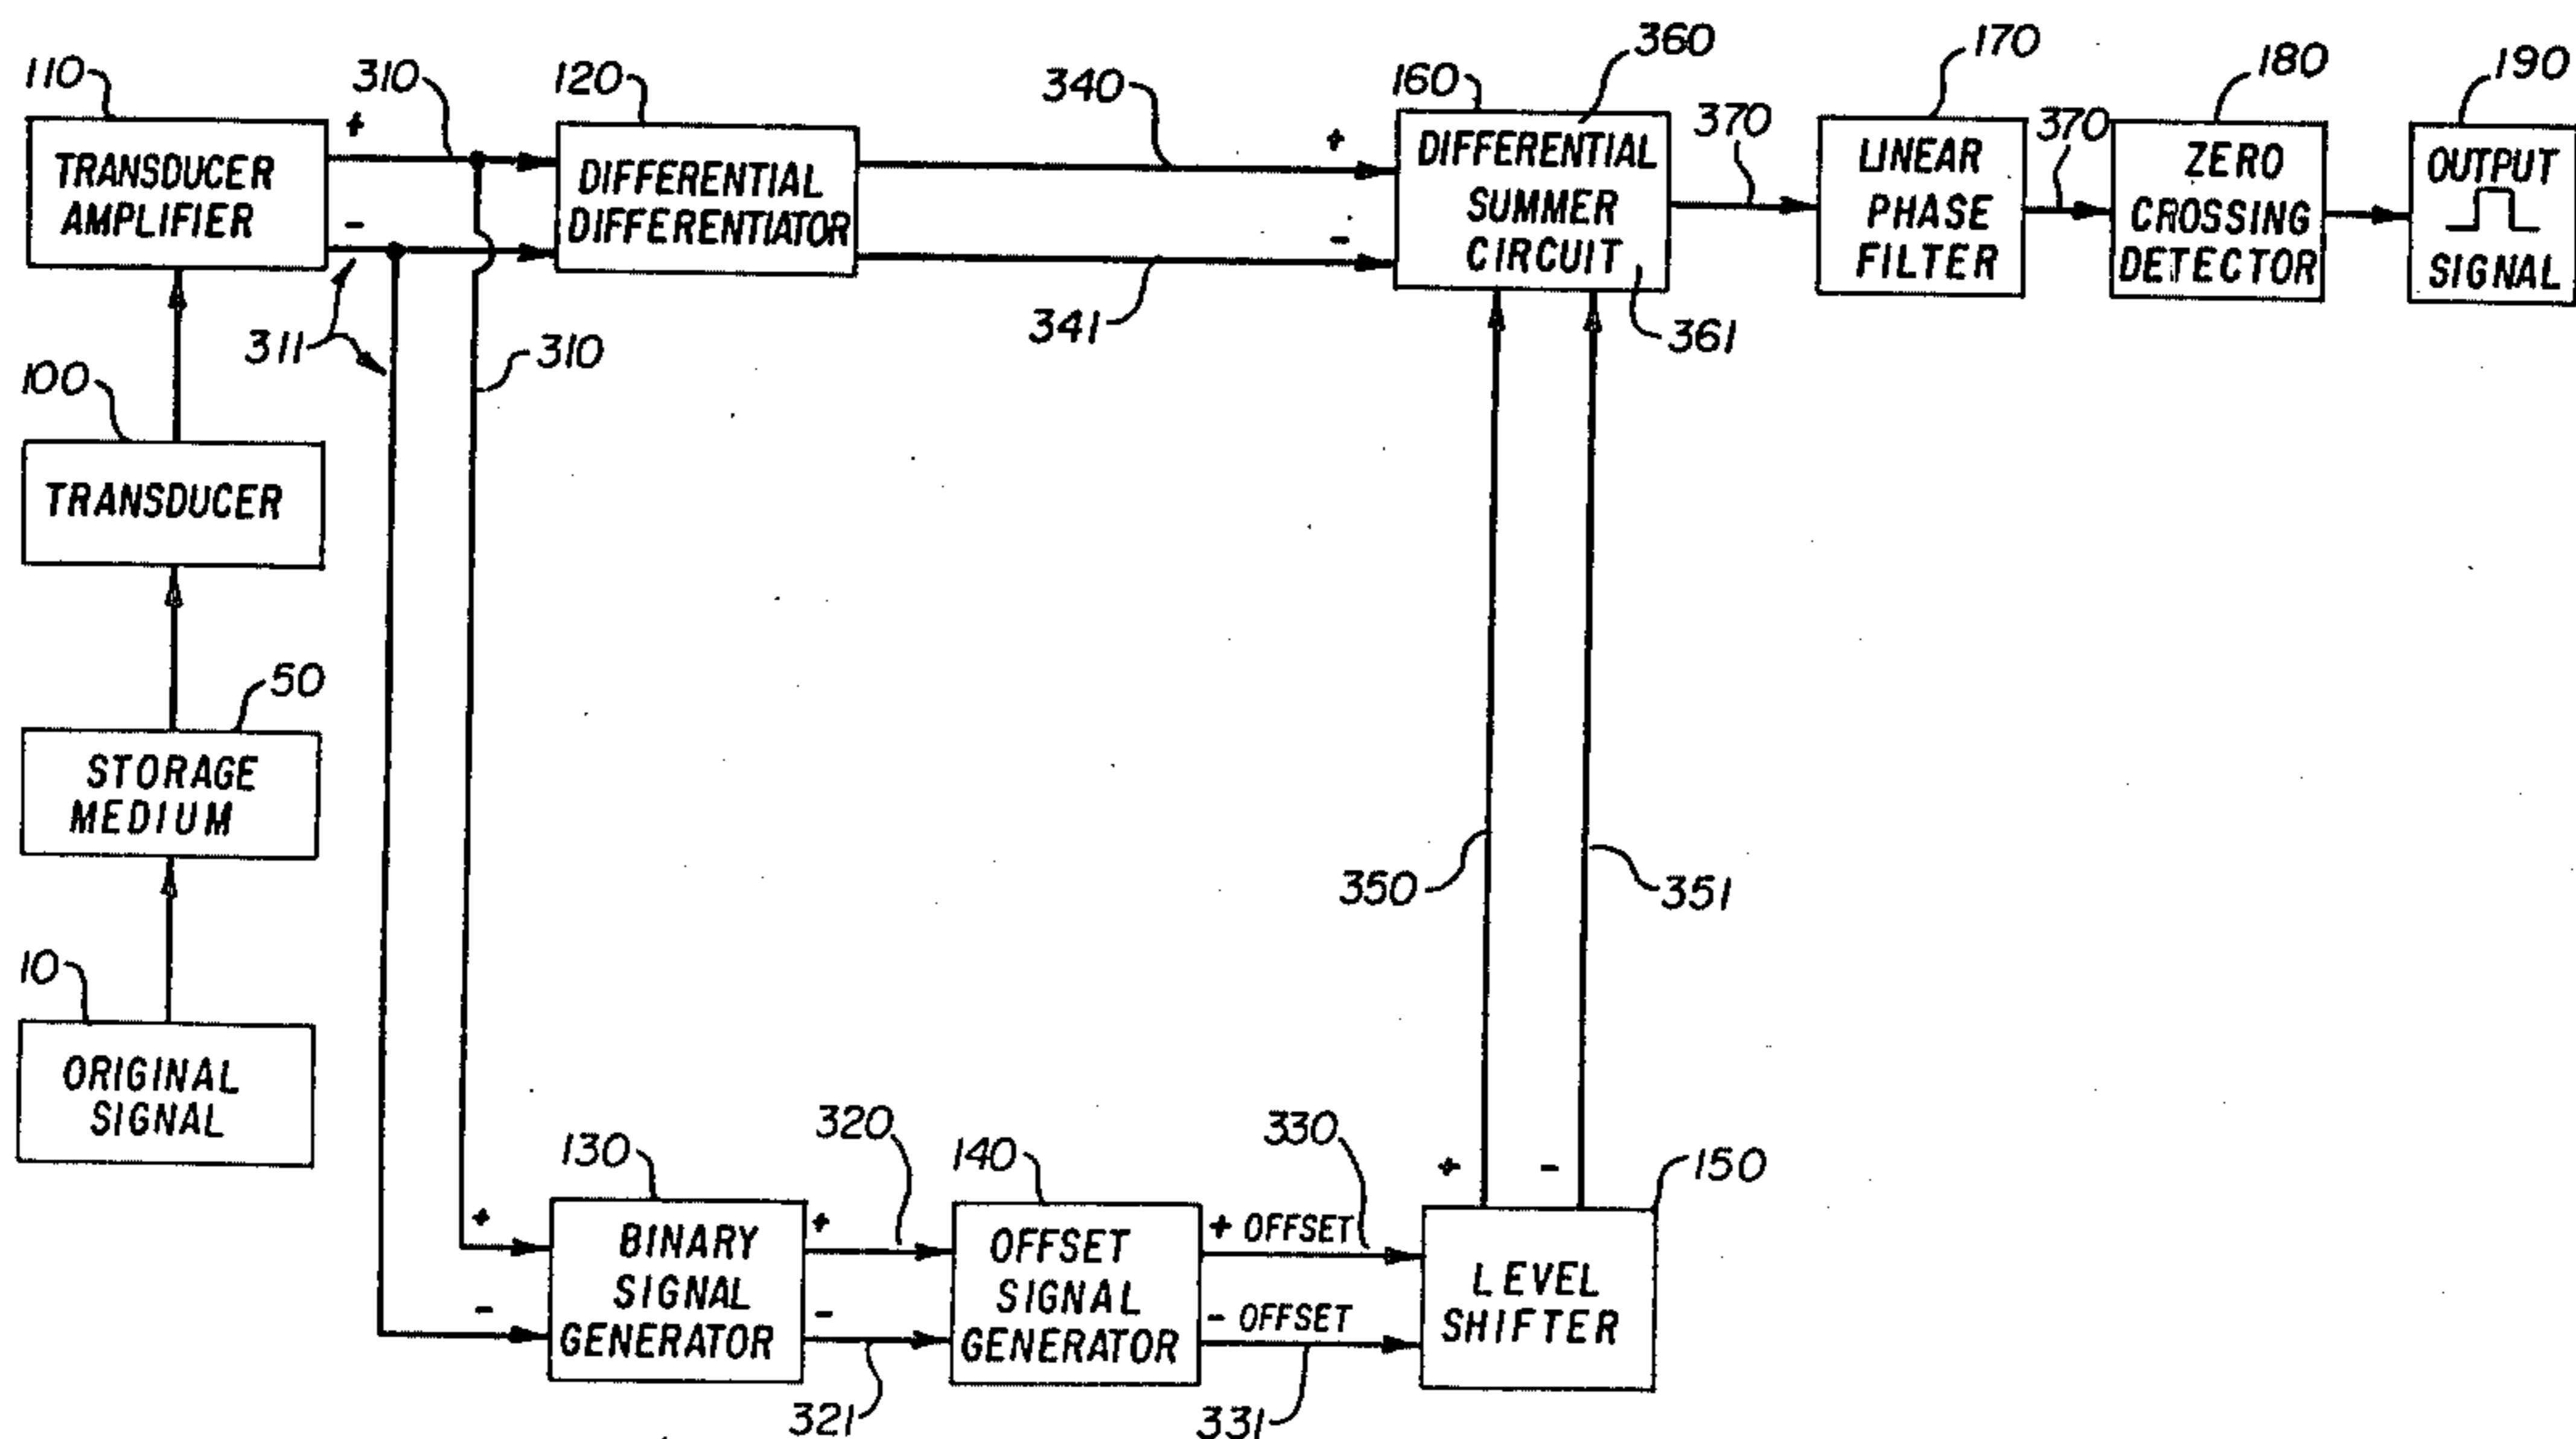 110
310
120
340
160
360
170
180
190
+
TRANSDUCER
AMPLIFIER
-
311
310
DIFFERENTIAL
DIFFERENTIATOR
341
+
-
DIFFERENTIAL
SUMMER
CIRCUIT
361
370
LINEAR
PHASE
FILTER
370
ZERO
CROSSING
DETECTOR
OUTPUT
SIGNAL
100
TRANSDUCER
50
STORAGE
MEDIUM
10
ORIGINAL
SIGNAL
350
351
130
+
-
BINARY
SIGNAL
GENERATOR
320
+
-
321
140
OFFSET
SIGNAL
GENERATOR
330
+ OFFSET
- OFFSET
331
+
-
150
LEVEL
SHIFTER